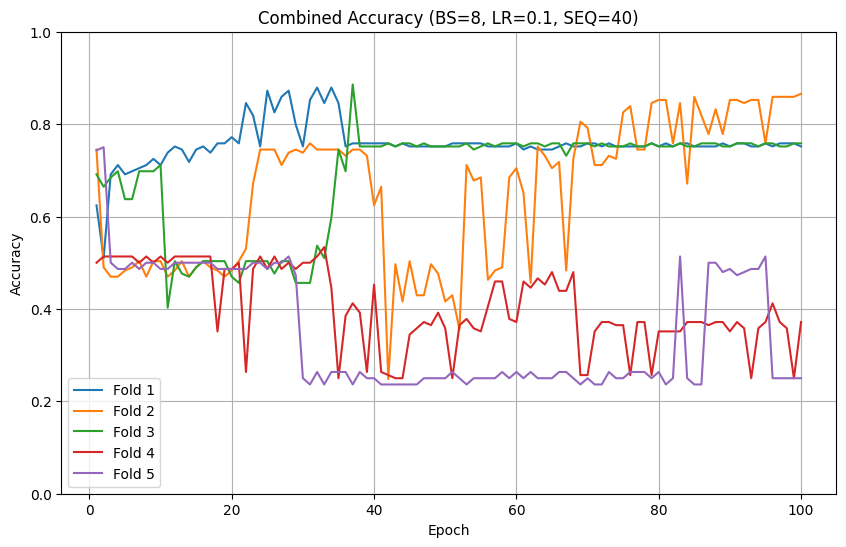 Combined Accuracy (BS=8, LR=0.1, SEQ=40)
1.0
0.8
0.6
0.4
0.2
0.0
Accuracy
Fold 1
Fold 2
Fold 3
Fold 4
Fold 5
0 20 40 60 80 100
Epoch